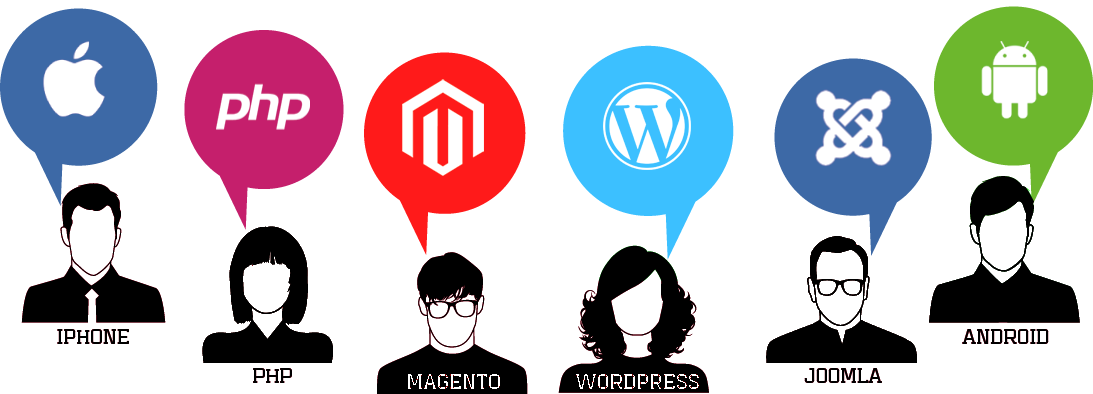 php
IPHONE
PHP
MAGENTO
WORDPRESS
JOOMLA
ANDROID